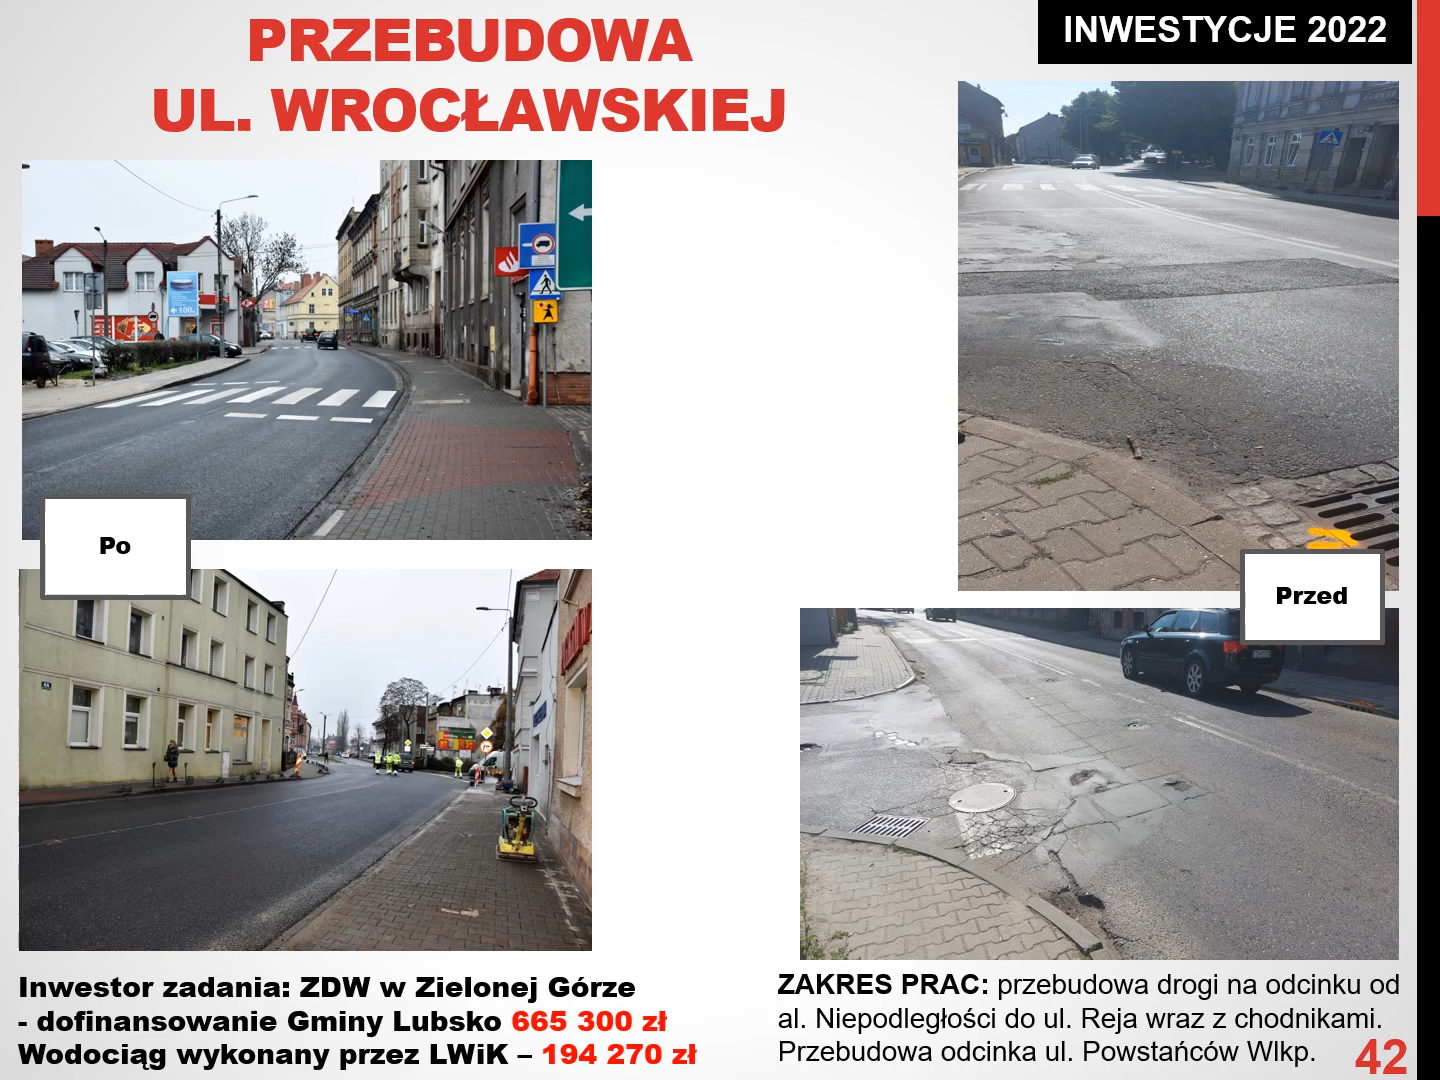 PRZEBUDOWA
UL. WROCŁAWSKIEJ
INWESTYCJE 2022
Po
Przed
Inwestor zadania: ZDW w Zielonej Górze
- dofinansowanie Gminy Lubsko 665 300 zł
Wodociąg wykonany przez LWiK – 194 270 zł
ZAKRES PRAC: przebudowa drogi na odcinku od
al. Niepodległości do ul. Reja wraz z chodnikami.
Przebudowa odcinka ul. Powstańców Wlkp.
42